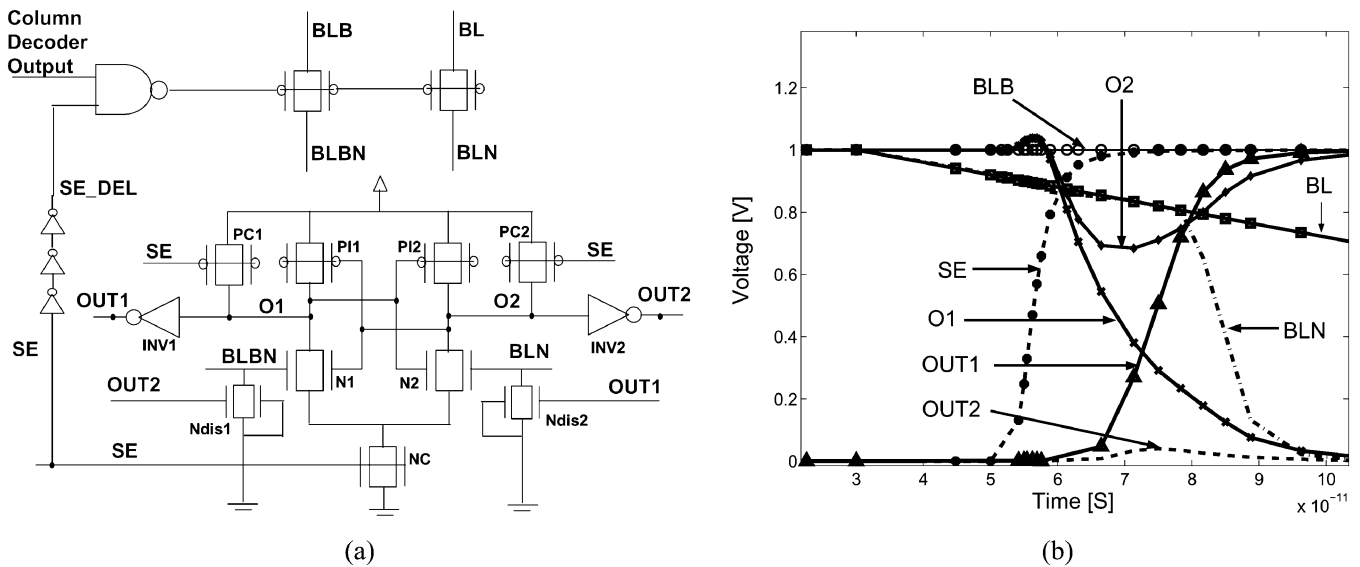 Column
Decoder
Output
BLB
BL
BLBN
BLN
SE_DEL
PC1
PI1
PI2
PC2
SE
SE
OUT1
O1
O2
OUT2
INV1
INV2
SE
BLBN
BLN
N1
N2
OUT2
OUT1
Ndis1
Ndis2
SE
NC
(a)
Voltage [V]
1.2
1
0.8
0.6
0.4
0.2
0
3
4
5
6
7
8
9
10
Time [S]
x 10⁻¹¹
BLB
O2
BL
SE
O1
BLN
OUT1
OUT2
(b)